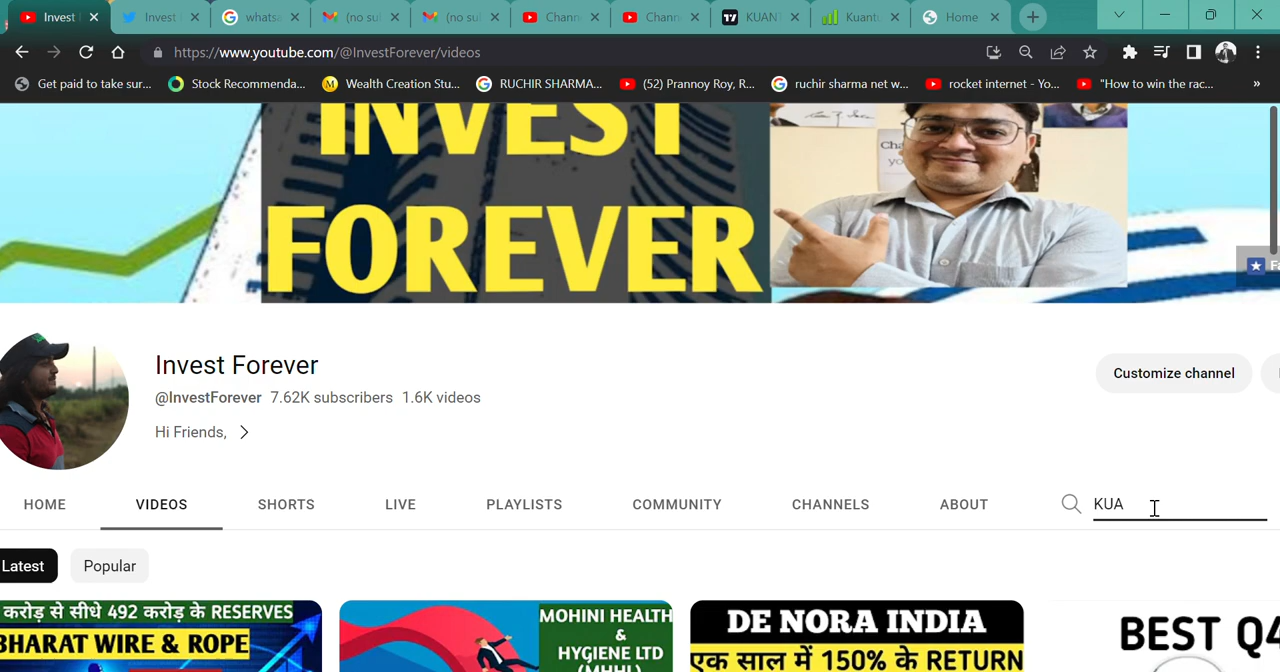 Invest
Invest
whats
(no su
(no su
Chann
Chann
KUAN
Kuant
Home
https://www.youtube.com/@InvestForever/videos
Get paid to take sur...
Stock Recommenda...
Wealth Creation Stu...
RUCHIR SHARMA...
(52) Prannoy Roy, R...
ruchir sharma net w...
rocket internet - Yo...
"How to win the rac...
»
INVEST
FOREVER
Invest Forever
@InvestForever 7.62K subscribers 1.6K videos
Hi Friends,
Customize channel
HOME
VIDEOS
SHORTS
LIVE
PLAYLISTS
COMMUNITY
CHANNELS
ABOUT
KUA
Latest
Popular
करोड़ से सीधे 492 करोड़ के RESERVES
BHARAT WIRE & ROPE
MOHINI HEALTH
&
HYGIENE LTD
(MHHL)
DE NORA INDIA
एक साल में 150% के RETURN
BEST Q4